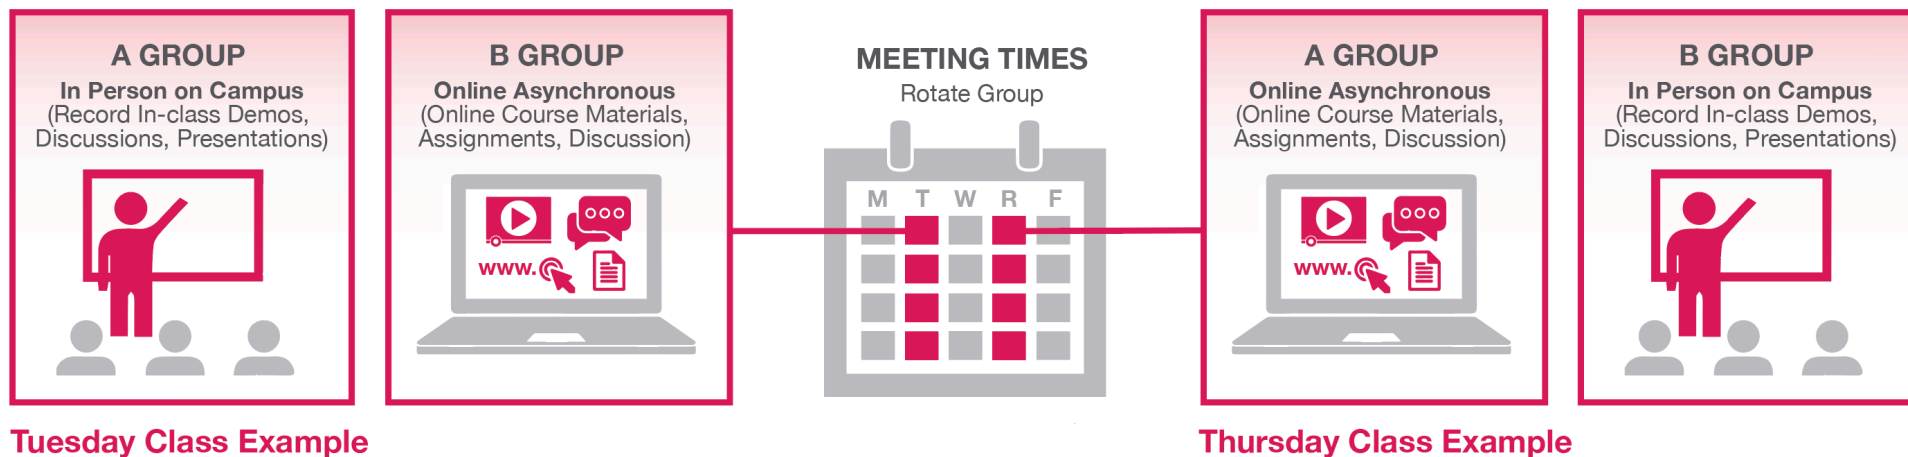 A GROUP
In Person on Campus
(Record In-class Demos,
Discussions, Presentations)
B GROUP
Online Asynchronous
(Online Course Materials,
Assignments, Discussion)
www.
Tuesday Class Example
MEETING TIMES
Rotate Group
M T W R F
A GROUP
Online Asynchronous
(Online Course Materials,
Assignments, Discussion)
www.
B GROUP
In Person on Campus
(Record In-class Demos,
Discussions, Presentations)
Thursday Class Example